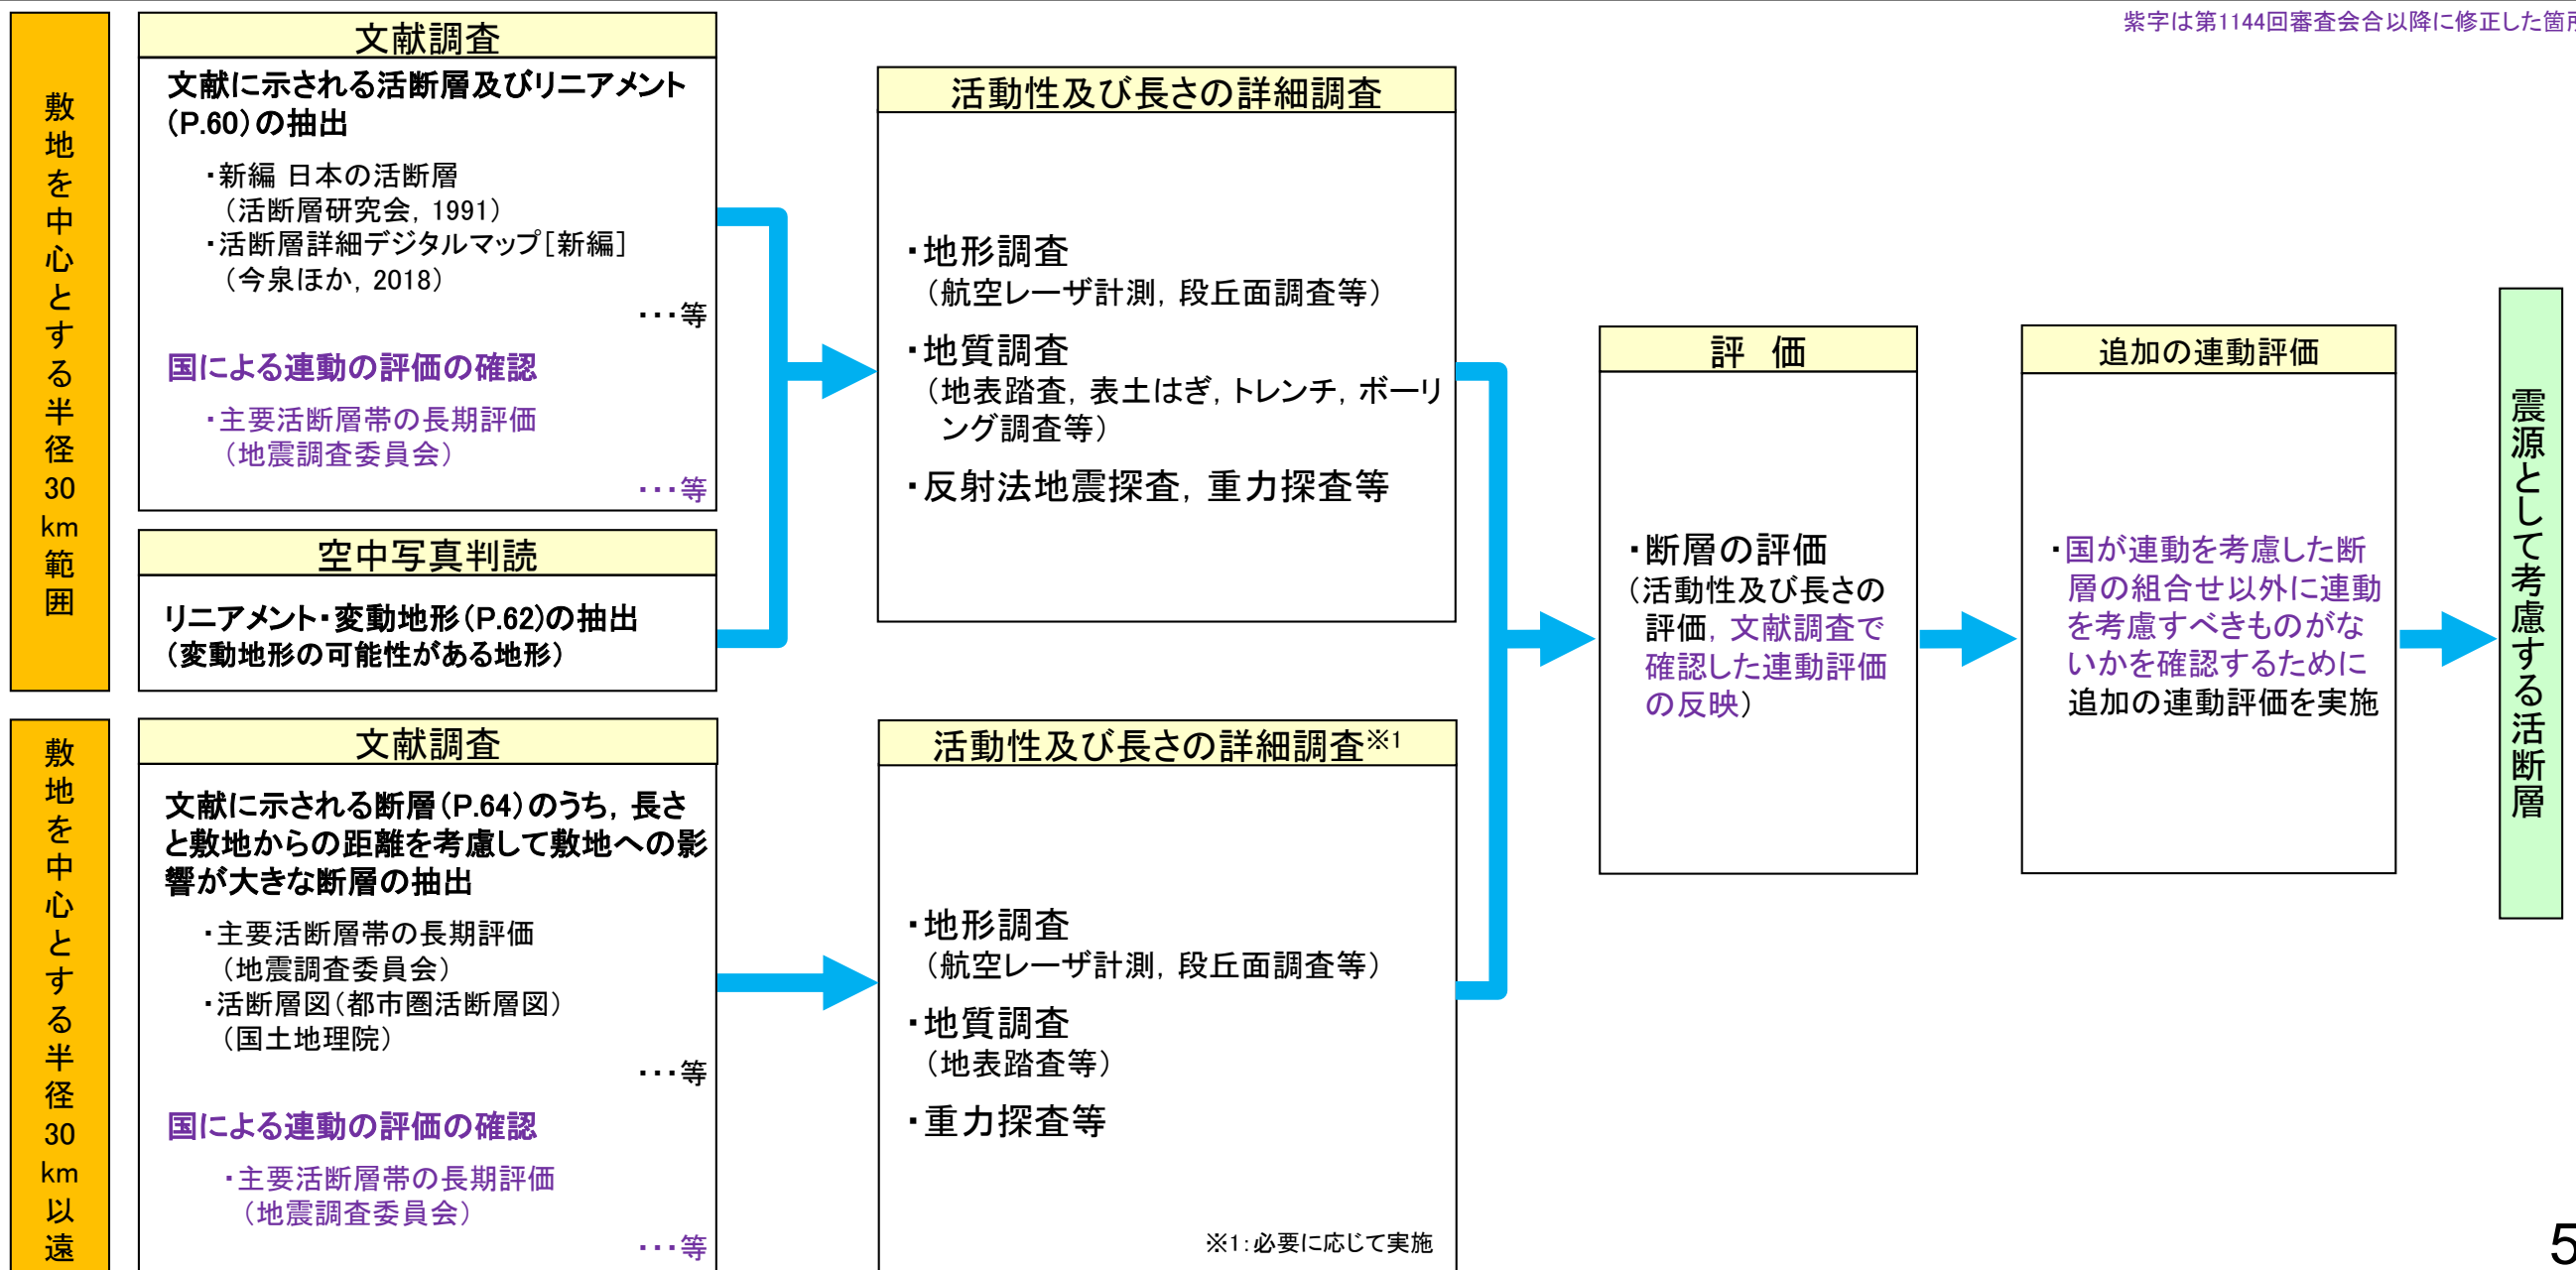 紫字は第1144回審査会合以降に修正した箇所
敷地を中心とする半径30km範囲
文献調査
文献に示される活断層及びリニアメント
(P.60)の抽出
・新編 日本の活断層
(活断層研究会, 1991)
・活断層詳細デジタルマップ[新編]
(今泉ほか, 2018)
・・・等
国による連動の評価の確認
・主要活断層帯の長期評価
(地震調査委員会)
・・・等
空中写真判読
リニアメント・変動地形(P.62)の抽出
(変動地形の可能性がある地形)
活動性及び長さの詳細調査
・地形調査
(航空レーザ計測, 段丘面調査等)
・地質調査
(地表踏査, 表土はぎ, トレンチ, ボーリ
ング調査等)
・反射法地震探査, 重力探査等
敷地を中心とする半径30km以遠
文献調査
文献に示される断層(P.64)のうち, 長さ
と敷地からの距離を考慮して敷地への影
響が大きな断層の抽出
・主要活断層帯の長期評価
(地震調査委員会)
・活断層図(都市圏活断層図)
(国土地理院)
・・・等
国による連動の評価の確認
・主要活断層帯の長期評価
(地震調査委員会)
・・・等
活動性及び長さの詳細調査※1
・地形調査
(航空レーザ計測, 段丘面調査等)
・地質調査
(地表踏査等)
・重力探査等
※1:必要に応じて実施
評 価
・断層の評価
(活動性及び長さの
評価, 文献調査で
確認した連動評価
の反映)
追加の連動評価
・国が連動を考慮した断
層の組合せ以外に連動
を考慮すべきものがな
いかを確認するために
追加の連動評価を実施
震源として考慮する活断層
5